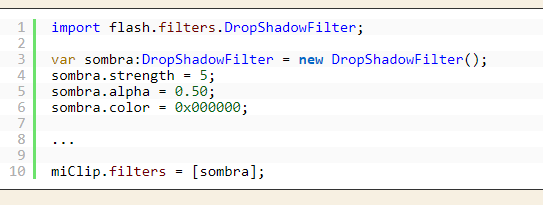 1 import flash.filters.DropShadowFilter;
2
3 var sombra:DropShadowFilter = new DropShadowFilter();
4 sombra.strength = 5;
5 sombra.alpha = 0.50;
6 sombra.color = 0x000000;
7
8 ...
9
10 miClip.filters = [sombra];